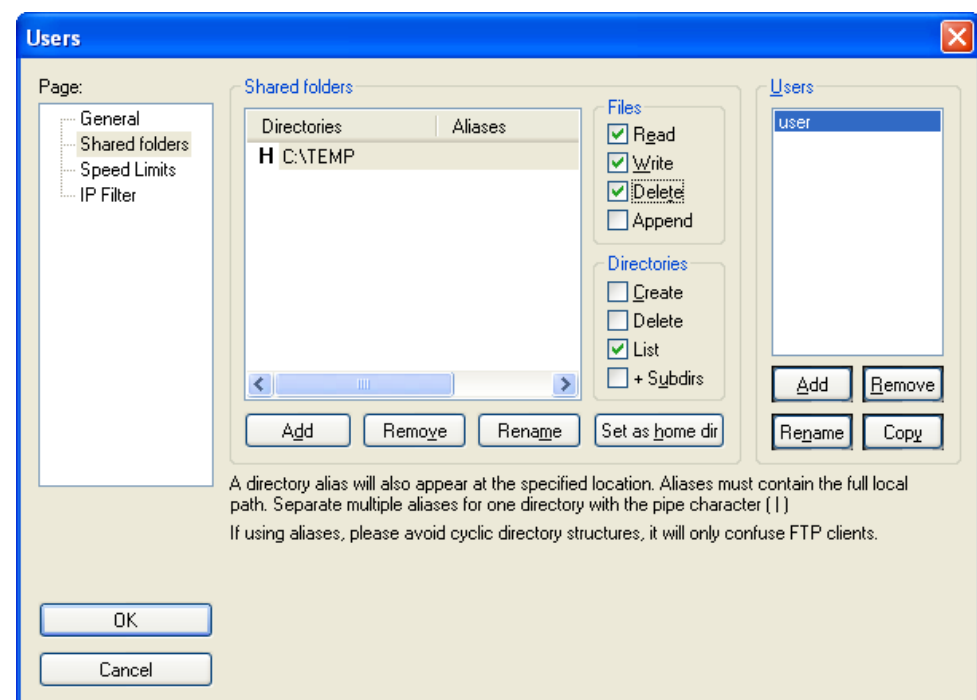 Users
Page:
General
Shared folders
Speed Limits
IP Filter
Shared folders
Directories Aliases
H C:\TEMP
Files
Read
Write
Delete
Append
Directories
Create
Delete
List
+ Subdirs
Add Remove Rename Set as home dir
Users
user
Add Remove
Rename Copy
A directory alias will also appear at the specified location. Aliases must contain the full local
path. Separate multiple aliases for one directory with the pipe character ( | )
If using aliases, please avoid cyclic directory structures, it will only confuse FTP clients.
OK
Cancel